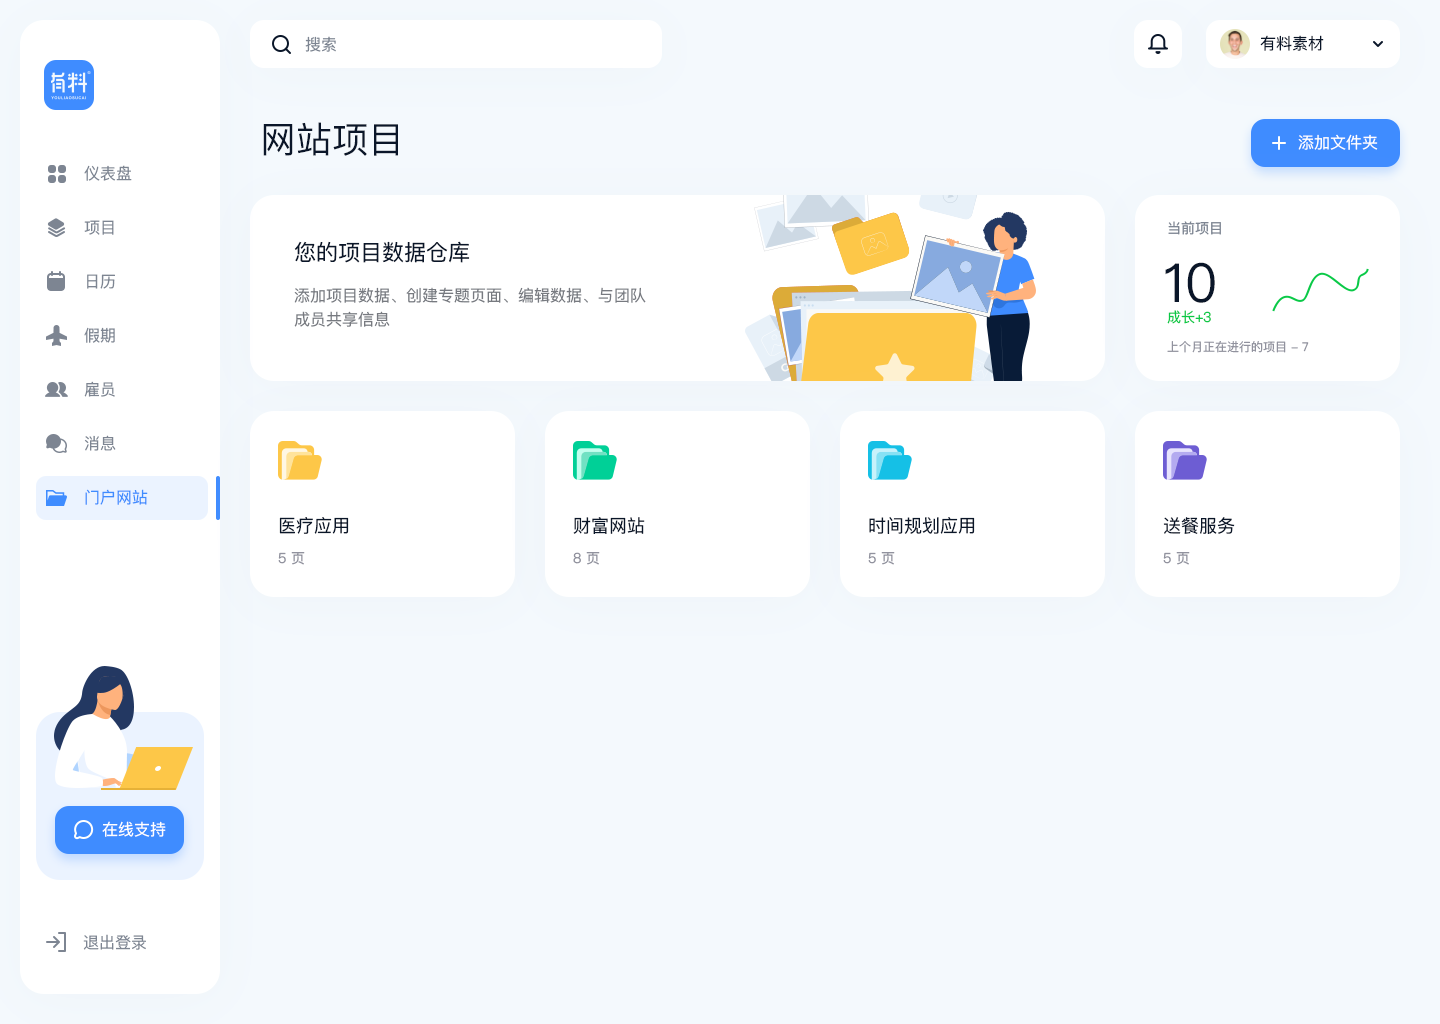 有料
YOULIAOSUCAI
搜索
有料素材
仪表盘
项目
日历
假期
雇员
消息
门户网站
在线支持
退出登录
网站项目
添加文件夹
您的项目数据仓库
添加项目数据、创建专题页面、编辑数据、与团队
成员共享信息
当前项目
10
成长+3
上个月正在进行的项目 – 7
医疗应用
5 页
财富网站
8 页
时间规划应用
5 页
送餐服务
5 页